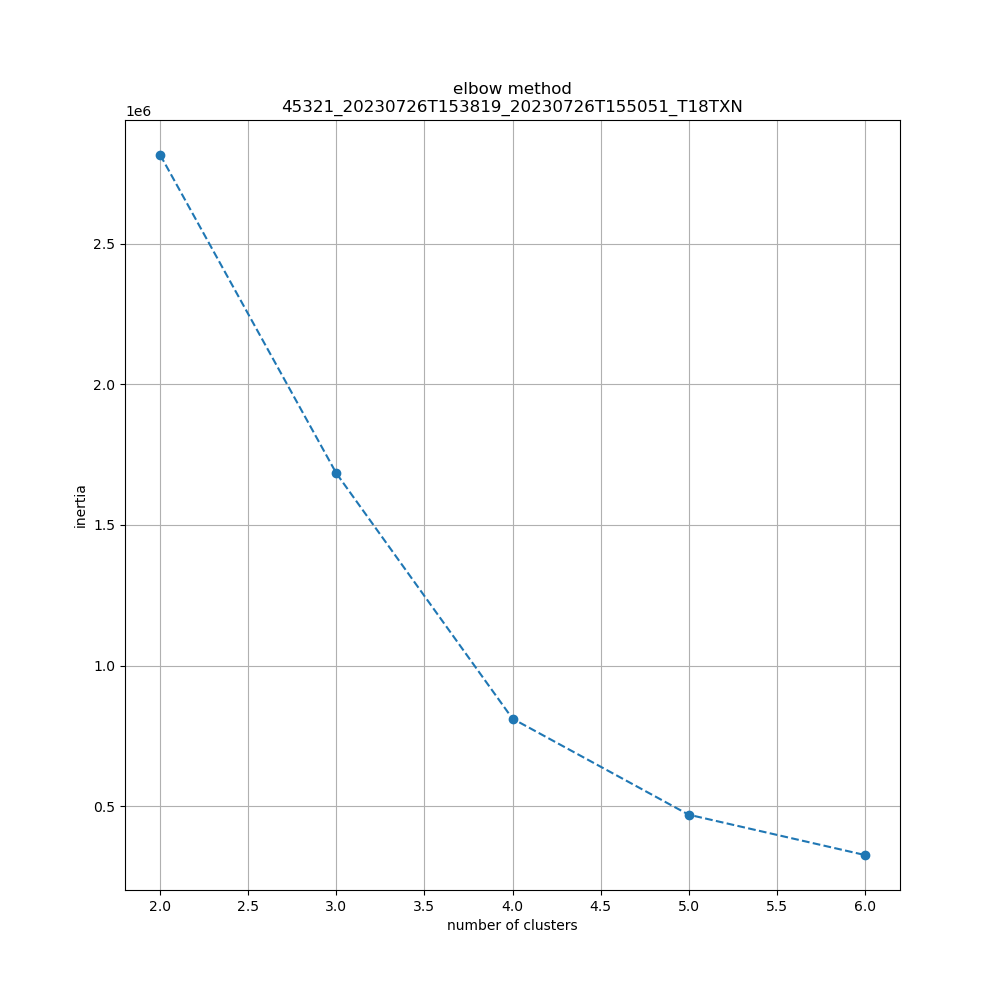 elbow method
45321_20230726T153819_20230726T155051_T18TXN
1e6
2.5
2.0
1.5
1.0
0.5
inertia
2.0 2.5 3.0 3.5 4.0 4.5 5.0 5.5 6.0
number of clusters